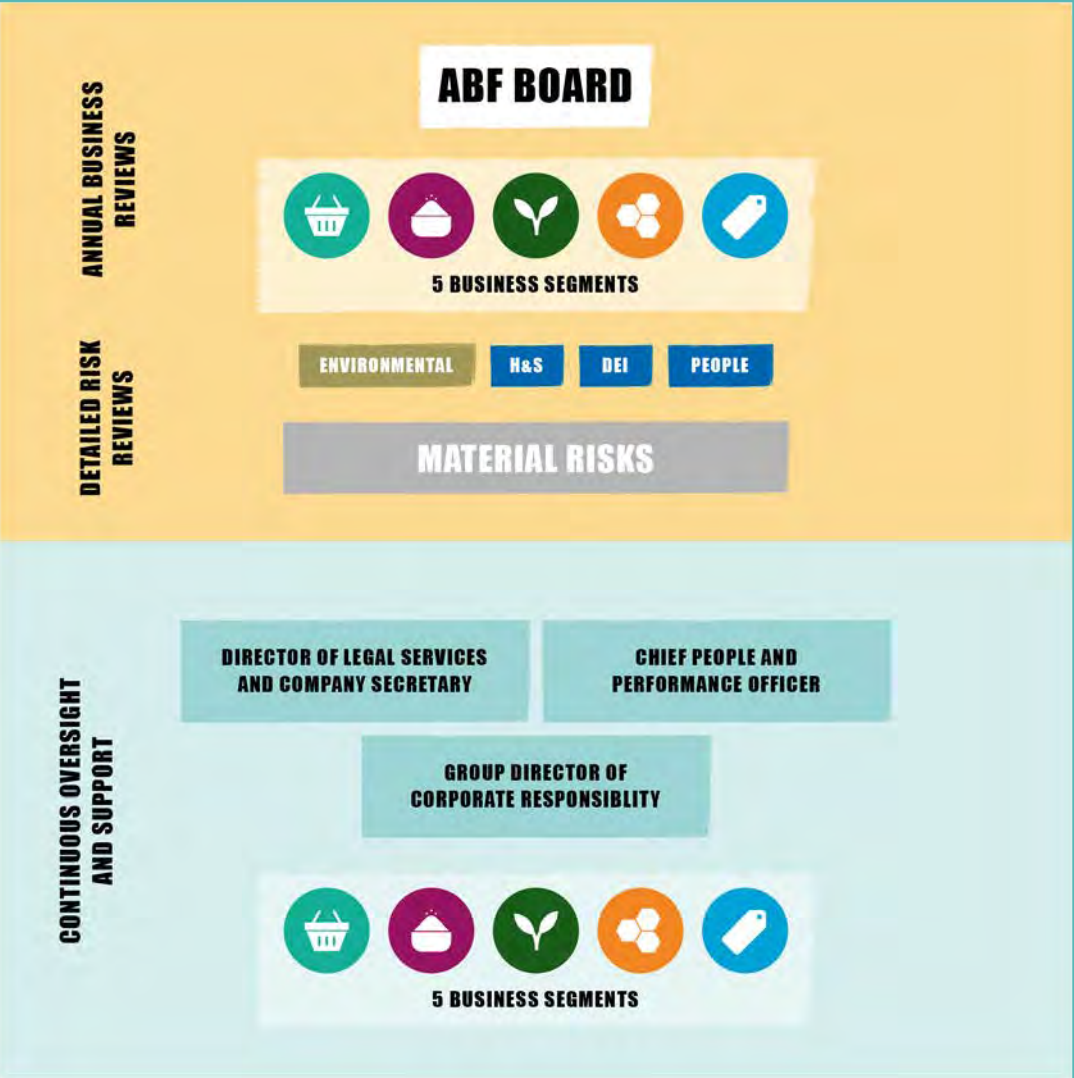 ANNUAL BUSINESS
REVIEWS
ABF BOARD
5 BUSINESS SEGMENTS
DETAILED RISK
REVIEWS
ENVIRONMENTAL
H&S
DEI
PEOPLE
MATERIAL RISKS
CONTINUOUS OVERSIGHT
AND SUPPORT
DIRECTOR OF LEGAL SERVICES
AND COMPANY SECRETARY
CHIEF PEOPLE AND
PERFORMANCE OFFICER
GROUP DIRECTOR OF
CORPORATE RESPONSIBLITY
5 BUSINESS SEGMENTS